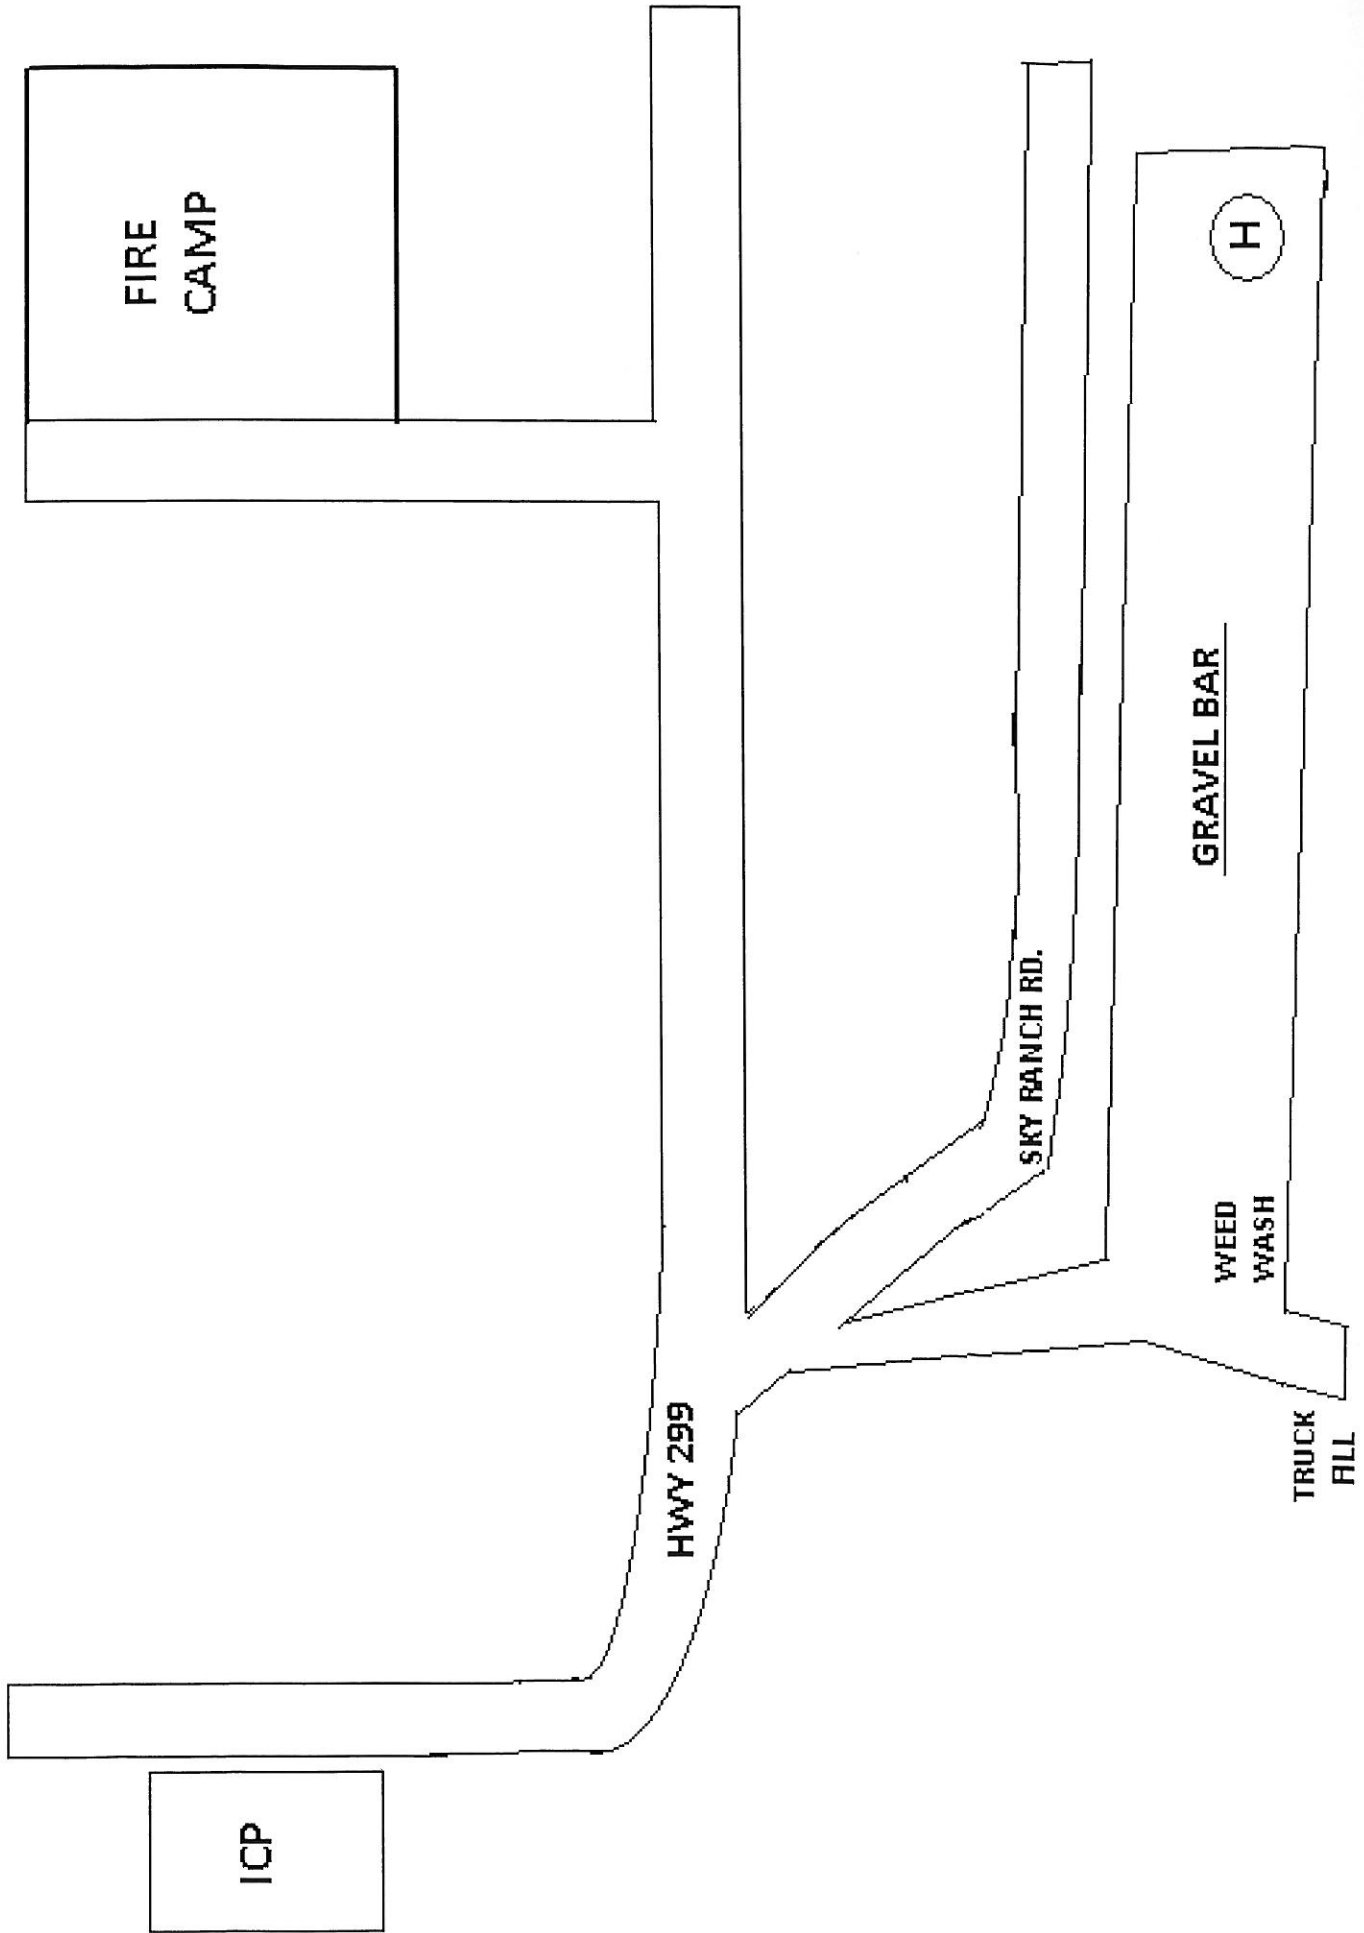 FIRE
CAMP
H
GRAVEL BAR
SKY RANCH RD.
WEED
WASH
HWY 299
TRUCK
FILL
ICP